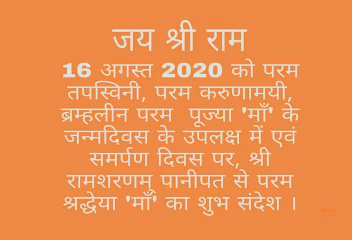 जय श्री राम
16 अगस्त 2020 को परम
तपस्विनी, परम करुणामयी,
ब्रम्हलीन परम पूज्या 'माँ' के
जन्मदिवस के उपलक्ष में एवं
समर्पण दिवस पर, श्री
रामशरणम् पानीपत से परम
श्रद्धेया 'माँ' का शुभ संदेश ।